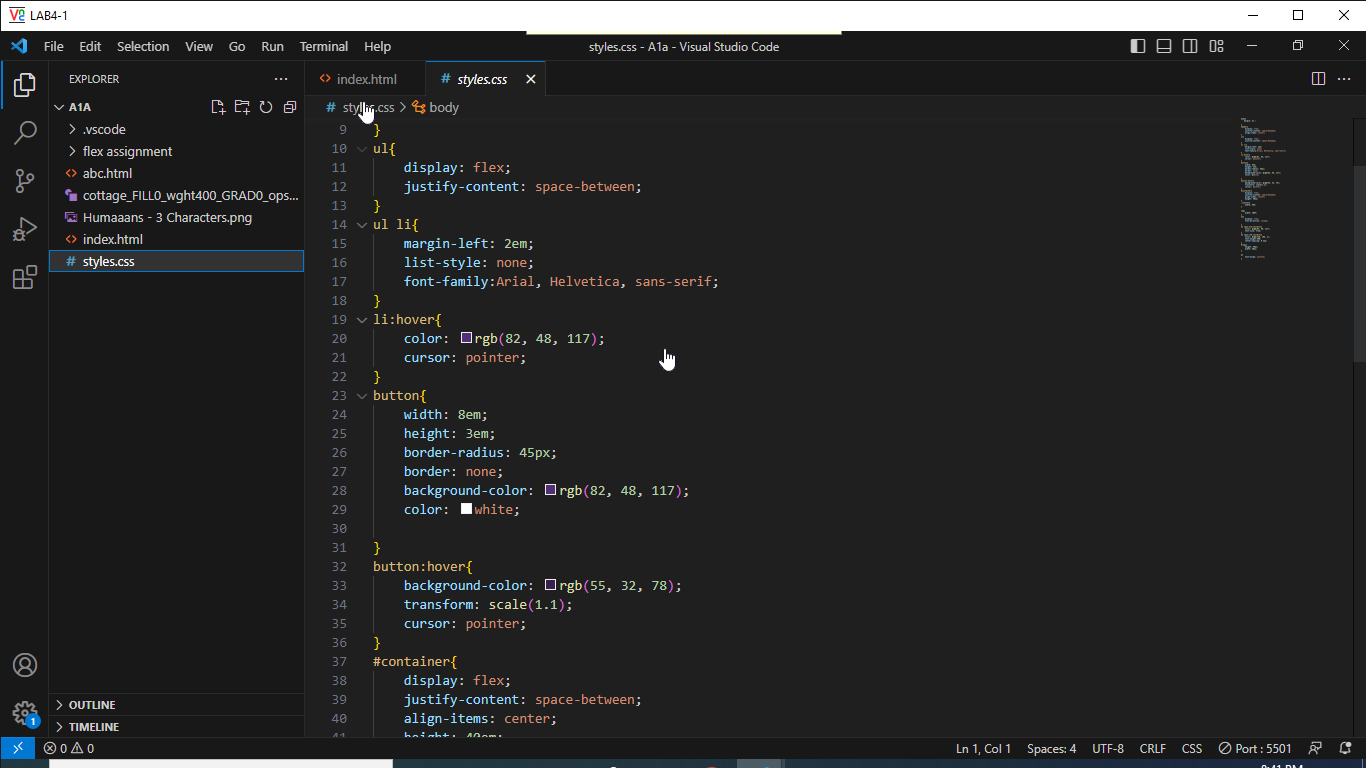 LAB4-1
File Edit Selection View Go Run Terminal Help
styles.css - A1a - Visual Studio Code
EXPLORER
A1A
.vscode
flex assignment
abc.html
cottage_FILL0_wght400_GRAD0_ops...
Humaaans - 3 Characters.png
index.html
styles.css
OUTLINE
TIMELINE
index.html
# styles.css
# styles.css > body
9 }
10 ul{
11 display: flex;
12 justify-content: space-between;
13 }
14 ul li{
15 margin-left: 2em;
16 list-style: none;
17 font-family:Arial, Helvetica, sans-serif;
18 }
19 li:hover{
20 color: rgb(82, 48, 117);
21 cursor: pointer;
22 }
23 button{
24 width: 8em;
25 height: 3em;
26 border-radius: 45px;
27 border: none;
28 background-color: rgb(82, 48, 117);
29 color: white;
30
31 }
32 button:hover{
33 background-color: rgb(55, 32, 78);
34 transform: scale(1.1);
35 cursor: pointer;
36 }
37 #container{
38 display: flex;
39 justify-content: space-between;
40 align-items: center;
41 height: 40em;
1
0 0
Ln 1, Col 1 Spaces: 4 UTF-8 CRLF CSS Port : 5501